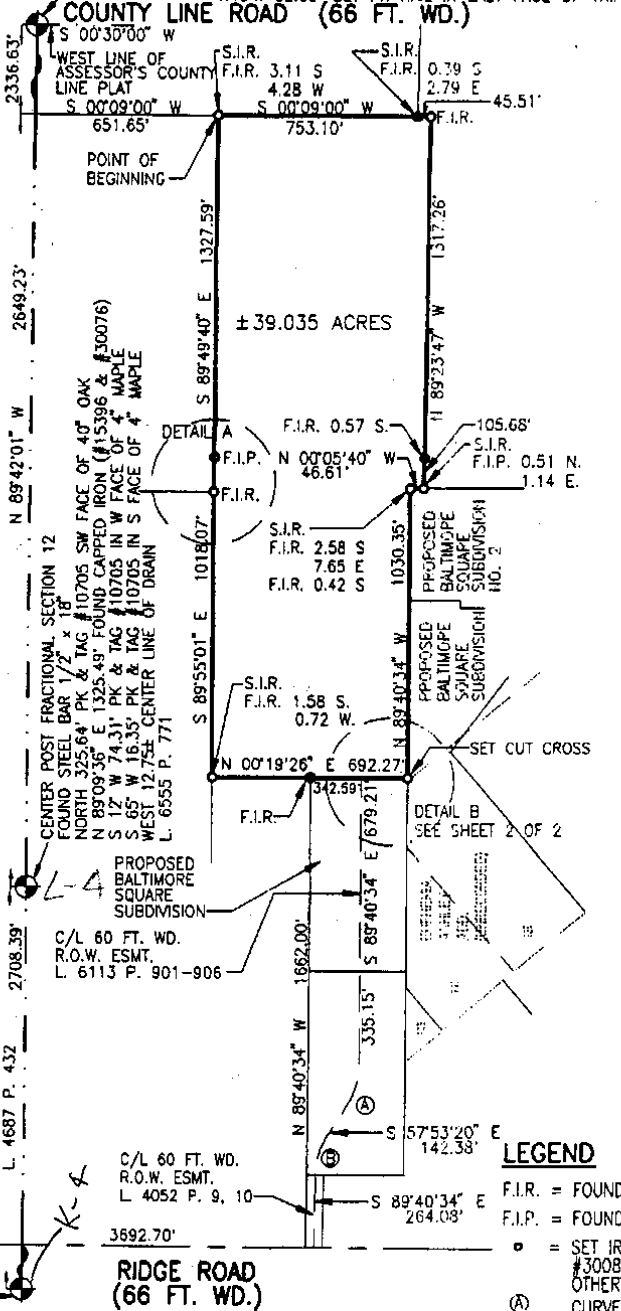 COUNTY LINE ROAD (66 FT. WD.)
S 00°30'00" W
2336.63'
WEST LINE OF
ASSESSOR'S COUNTY
LINE PLAT
S.I.R.
F.I.R. 3.11 S
4.28 W
S.I.R.
F.I.R. 0.39 S
2.79 E
45.51'
F.I.R.
S 00°09'00" W
651.65'
S 00°09'00" W
753.10'
POINT OF
BEGINNING
2649.23'
N 89°42'01" W
1327.59'
S 89°49'40" E
±39.035 ACRES
1317.26'
N 89°23'47" W
DETAIL A
F.I.P.
F.I.R.
F.I.R. 0.57 S.
N 00°05'40" W
46.61'
105.68'
S.I.R.
F.I.P. 0.51 N.
1.14 E.
S.I.R.
F.I.R. 2.58 S
7.65 E
F.I.R. 0.42 S
1018.07'
S 89°55'01" E
1030.35'
N 89°40'34" W
PROPOSED
BALTIMORE
SQUARE
SUBDIVISION
NO. 2
PROPOSED
BALTIMORE
SQUARE
SUBDIVISION
CENTER POST FRACTIONAL SECTION 12
FOUND STEEL BAR 1/2" x 18"
NORTH 325.64' PK & TAG #10705 SW FACE OF 40" OAK
N 89°09'36" E 1325.49' FOUND CAPPED IRON (#15396 & #30076)
S 12° W 74.31' PK & TAG #10705 IN W FACE OF 4" MAPLE
S 65° W 16.35' PK & TAG #10705 IN S FACE OF 4" MAPLE
WEST 12.75± CENTER LINE OF DRAIN
L. 6555 P. 771
S.I.R.
F.I.R. 1.58 S.
0.72 W.
N 00°19'26" E 692.27'
342.59'
F.I.R.
SET CUT CROSS
DETAIL B
SEE SHEET 2 OF 2
L-4
PROPOSED
BALTIMORE
SQUARE
SUBDIVISION
C/L 60 FT. WD.
R.O.W. ESMT.
L. 6113 P. 901-906
S 89°40'34" E 679.21'
335.15'
1662.00'
N 89°40'34" W
2708.39'
L. 4687 P. 432
Ⓐ
Ⓑ
S 57°53'20" E
142.38'
C/L 60 FT. WD.
R.O.W. ESMT.
L. 4052 P. 9, 10
S 89°40'34" E
264.08'
K-4
3692.70'
RIDGE ROAD
(66 FT. WD.)
LEGEND
F.I.R. = FOUND
F.I.P. = FOUND
= SET IR
#3008
OTHER
Ⓐ CURVE